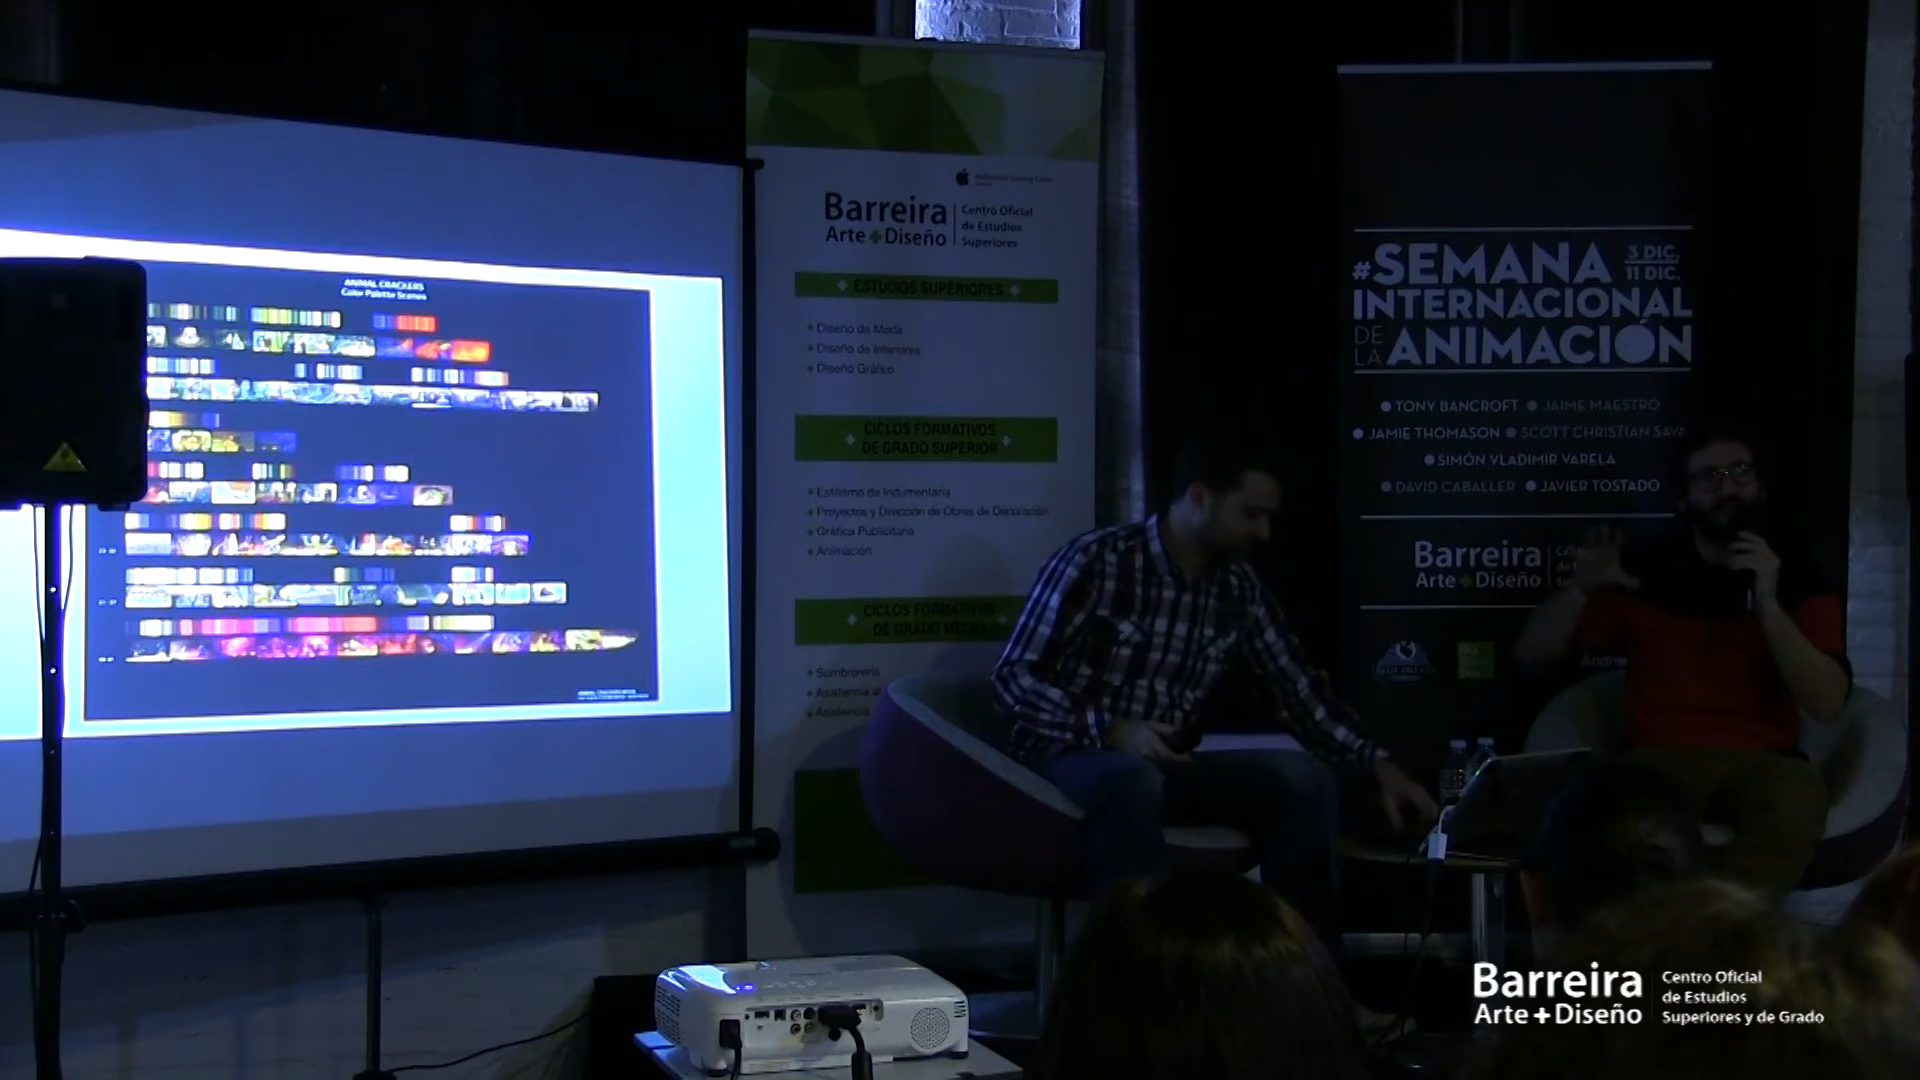 ANIMAL CRACKERS
Color Palette Scenes
Barreira
Arte+Diseño
Centro Oficial
de Estudios
Superiores
ESTUDIOS SUPERIORES
+ Diseño de Moda
+ Diseño de Interiores
+ Diseño Gráfico
CICLOS FORMATIVOS
DE GRADO SUPERIOR
+ Estilismo de Indumentaria
+ Proyectos y Dirección de Obras de Decoración
+ Gráfica Publicitaria
+ Animación
CICLOS FORMATIVOS
DE GRADO MEDIO
+ Sombrerería
+ Asistencia
+ Asistencia
#SEMANA
3 DIC.
11 DIC.
INTERNACIONAL
DE LA ANIMACIÓN
TONY BANCROFT
JAIME MAESTRO
JAMIE THOMASON
SCOTT CHRISTIAN SAVA
SIMÓN VLADIMIR VARELA
DAVID CABALLER
JAVIER TOSTADO
Barreira
Arte+Diseño
Barreira
Arte+Diseño
Centro Oficial
de Estudios
Superiores y de Grado